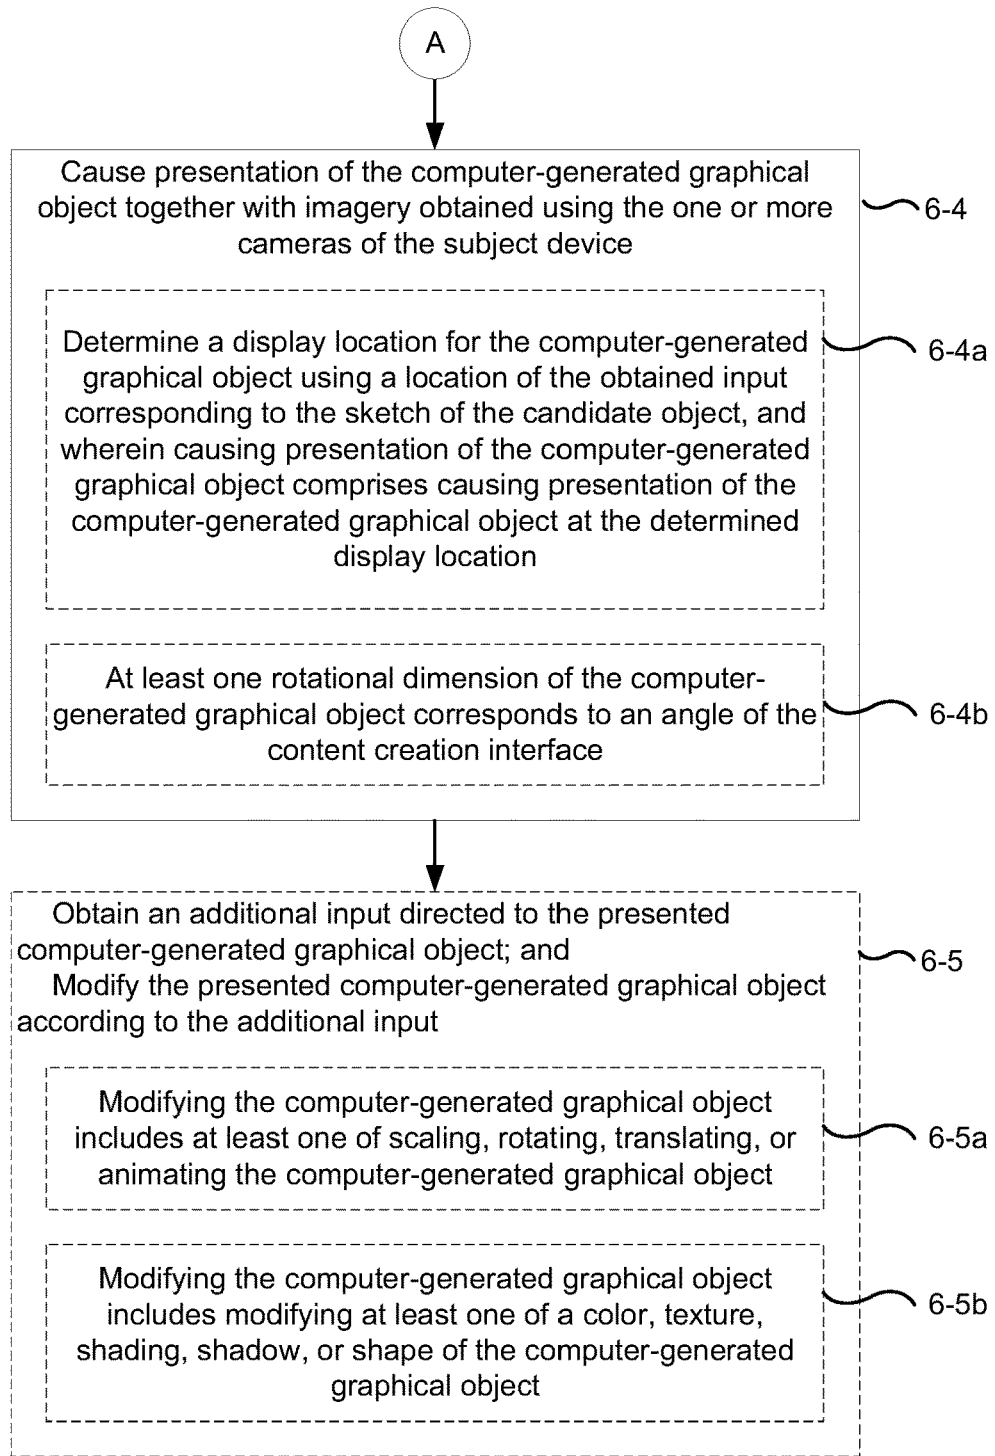 A
Cause presentation of the computer-generated graphical
object together with imagery obtained using the one or more
cameras of the subject device
6-4
Determine a display location for the computer-generated
graphical object using a location of the obtained input
corresponding to the sketch of the candidate object, and
wherein causing presentation of the computer-generated
graphical object comprises causing presentation of the
computer-generated graphical object at the determined
display location
6-4a
At least one rotational dimension of the computer-
generated graphical object corresponds to an angle of the
content creation interface
6-4b
Obtain an additional input directed to the presented
computer-generated graphical object; and
Modify the presented computer-generated graphical object
according to the additional input
6-5
Modifying the computer-generated graphical object
includes at least one of scaling, rotating, translating, or
animating the computer-generated graphical object
6-5a
Modifying the computer-generated graphical object
includes modifying at least one of a color, texture,
shading, shadow, or shape of the computer-generated
graphical object
6-5b